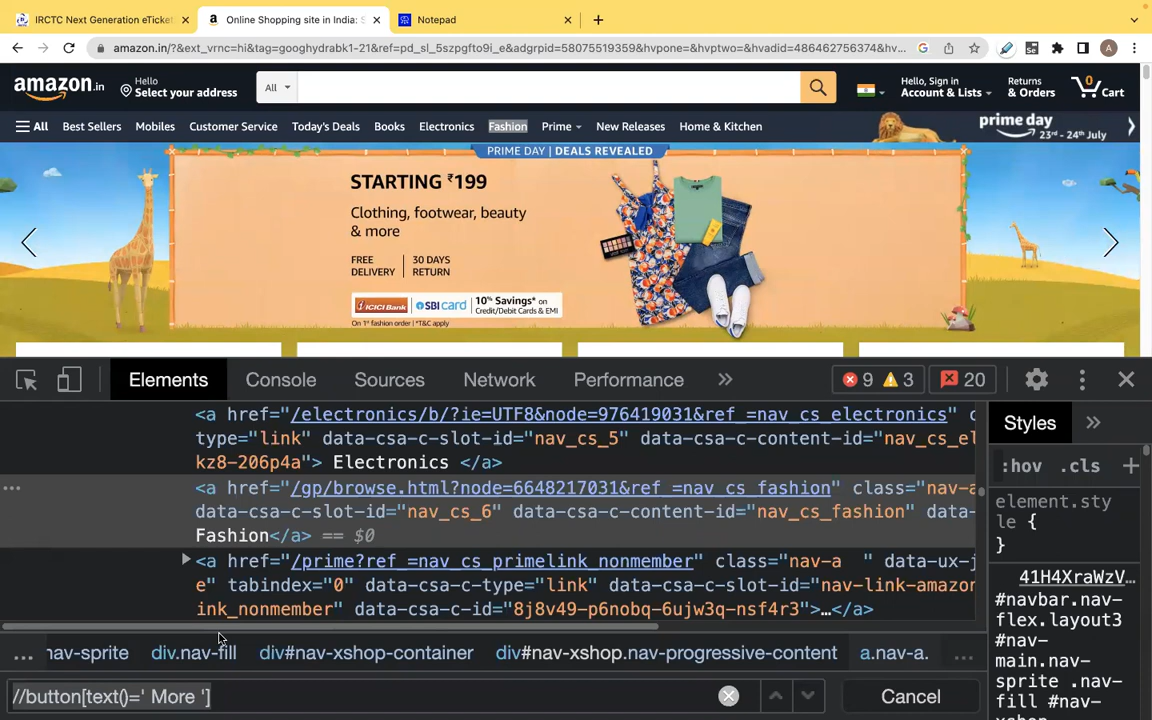 IRCTC Next Generation eTicket
Online Shopping site in India: S
Notepad
amazon.in/?&ext_vrnc=hi&tag=googhydrabk1-21&ref=pd_sl_5szpgfto9i_e&adgrpid=58075519359&hvpone=&hvptwo=&hvadid=486462756374&hv...
A
amazon.in
Hello
Select your address
All
Hello, Sign in
Account & Lists
Returns
& Orders
0
Cart
All Best Sellers Mobiles Customer Service Today's Deals Books Electronics Fashion Prime New Releases Home & Kitchen
prime day
23rd - 24th July
PRIME DAY | DEALS REVEALED
STARTING ₹199
Clothing, footwear, beauty
& more
FREE
DELIVERY
30 DAYS
RETURN
ICICI Bank
SBI card
10% Savings* on
Credit/Debit Cards & EMI
On 1st fashion order | *T&C apply
Elements Console Sources Network Performance » 9 3 20
<a href="/electronics/b/?ie=UTF8&node=976419031&ref_=nav_cs_electronics" c
type="link" data-csa-c-slot-id="nav_cs_5" data-csa-c-content-id="nav_cs_el
kz8-206p4a"> Electronics </a>
<a href="/gp/browse.html?node=6648217031&ref_=nav_cs_fashion" class="nav-a
data-csa-c-slot-id="nav_cs_6" data-csa-c-content-id="nav_cs_fashion" data-
Fashion</a> == $0
<a href="/prime?ref_=nav_cs_primelink_nonmember" class="nav-a  " data-ux-j
e" tabindex="0" data-csa-c-type="link" data-csa-c-slot-id="nav-link-amazon
ink_nonmember" data-csa-c-id="8j8v49-p6nobq-6ujw3q-nsf4r3">…</a>
Styles »
:hov .cls +
element.sty
le {
}
41H4XraWzV…
#navbar.nav-
flex.layout3
#nav-
main.nav-
sprite .nav-
fill #nav-
xshop
... nav-sprite div.nav-fill div#nav-xshop-container div#nav-xshop.nav-progressive-content a.nav-a. ...
//button[text()=' More ']
Cancel